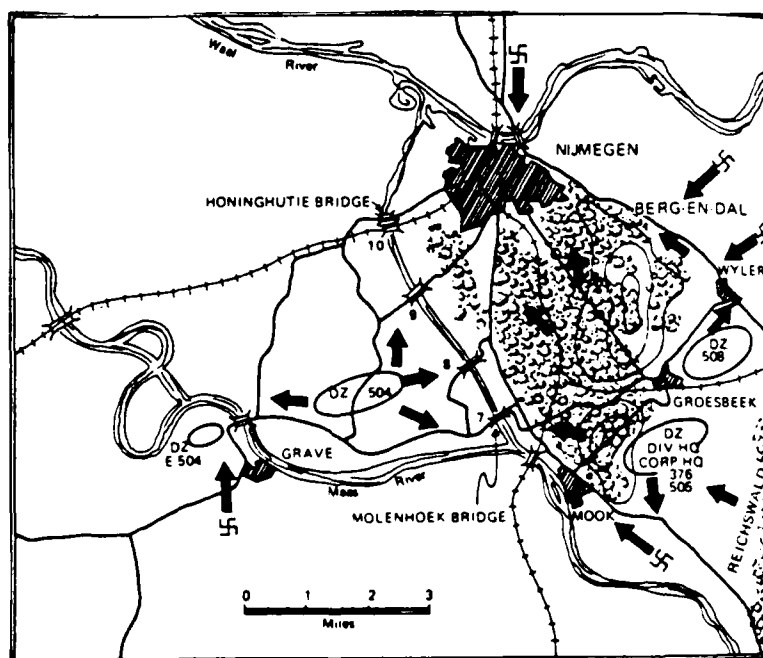 Waal
River
NIJMEGEN
HONINGHUTIE BRIDGE
BERG·EN·DAL
WYLER
10
9
8
7
DZ
508
DZ 504
GROESBEEK
DZ
E 504
GRAVE
DZ
DIV HQ
CORP HQ
376
505
Maas River
MOLENHOEK BRIDGE
MOOK
REICHSWALD
0 1 2 3
Miles